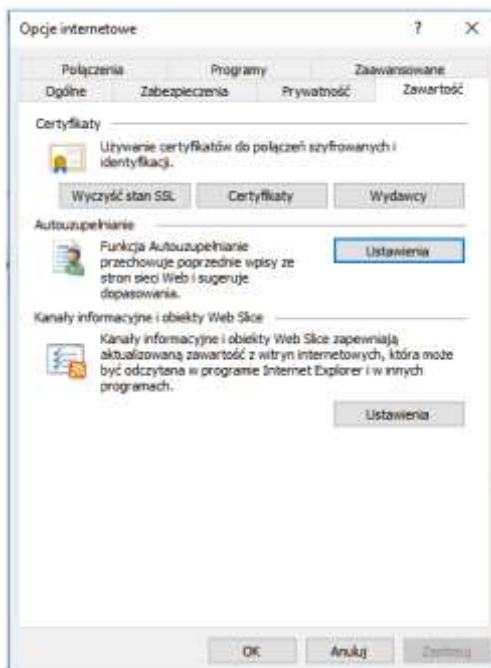 Opcje internetowe ? ✕
Połączenia Programy Zaawansowane
Ogólne Zabezpieczenia Prywatność Zawartość
Certyfikaty
Używanie certyfikatów do połączeń szyfrowanych i
identyfikacji.
Wyczyść stan SSL Certyfikaty Wydawcy
Autouzupełnianie
Funkcja Autouzupełnianie
przechowuje poprzednie wpisy ze
stron sieci Web i sugeruje
dopasowania.
Ustawienia
Kanały informacyjne i obiekty Web Slice
Kanały informacyjne i obiekty Web Slice zapewniają
aktualizowaną zawartość z witryn internetowych, która może
być odczytana w programie Internet Explorer i w innych
programach.
Ustawienia
OK Anuluj Zastosuj